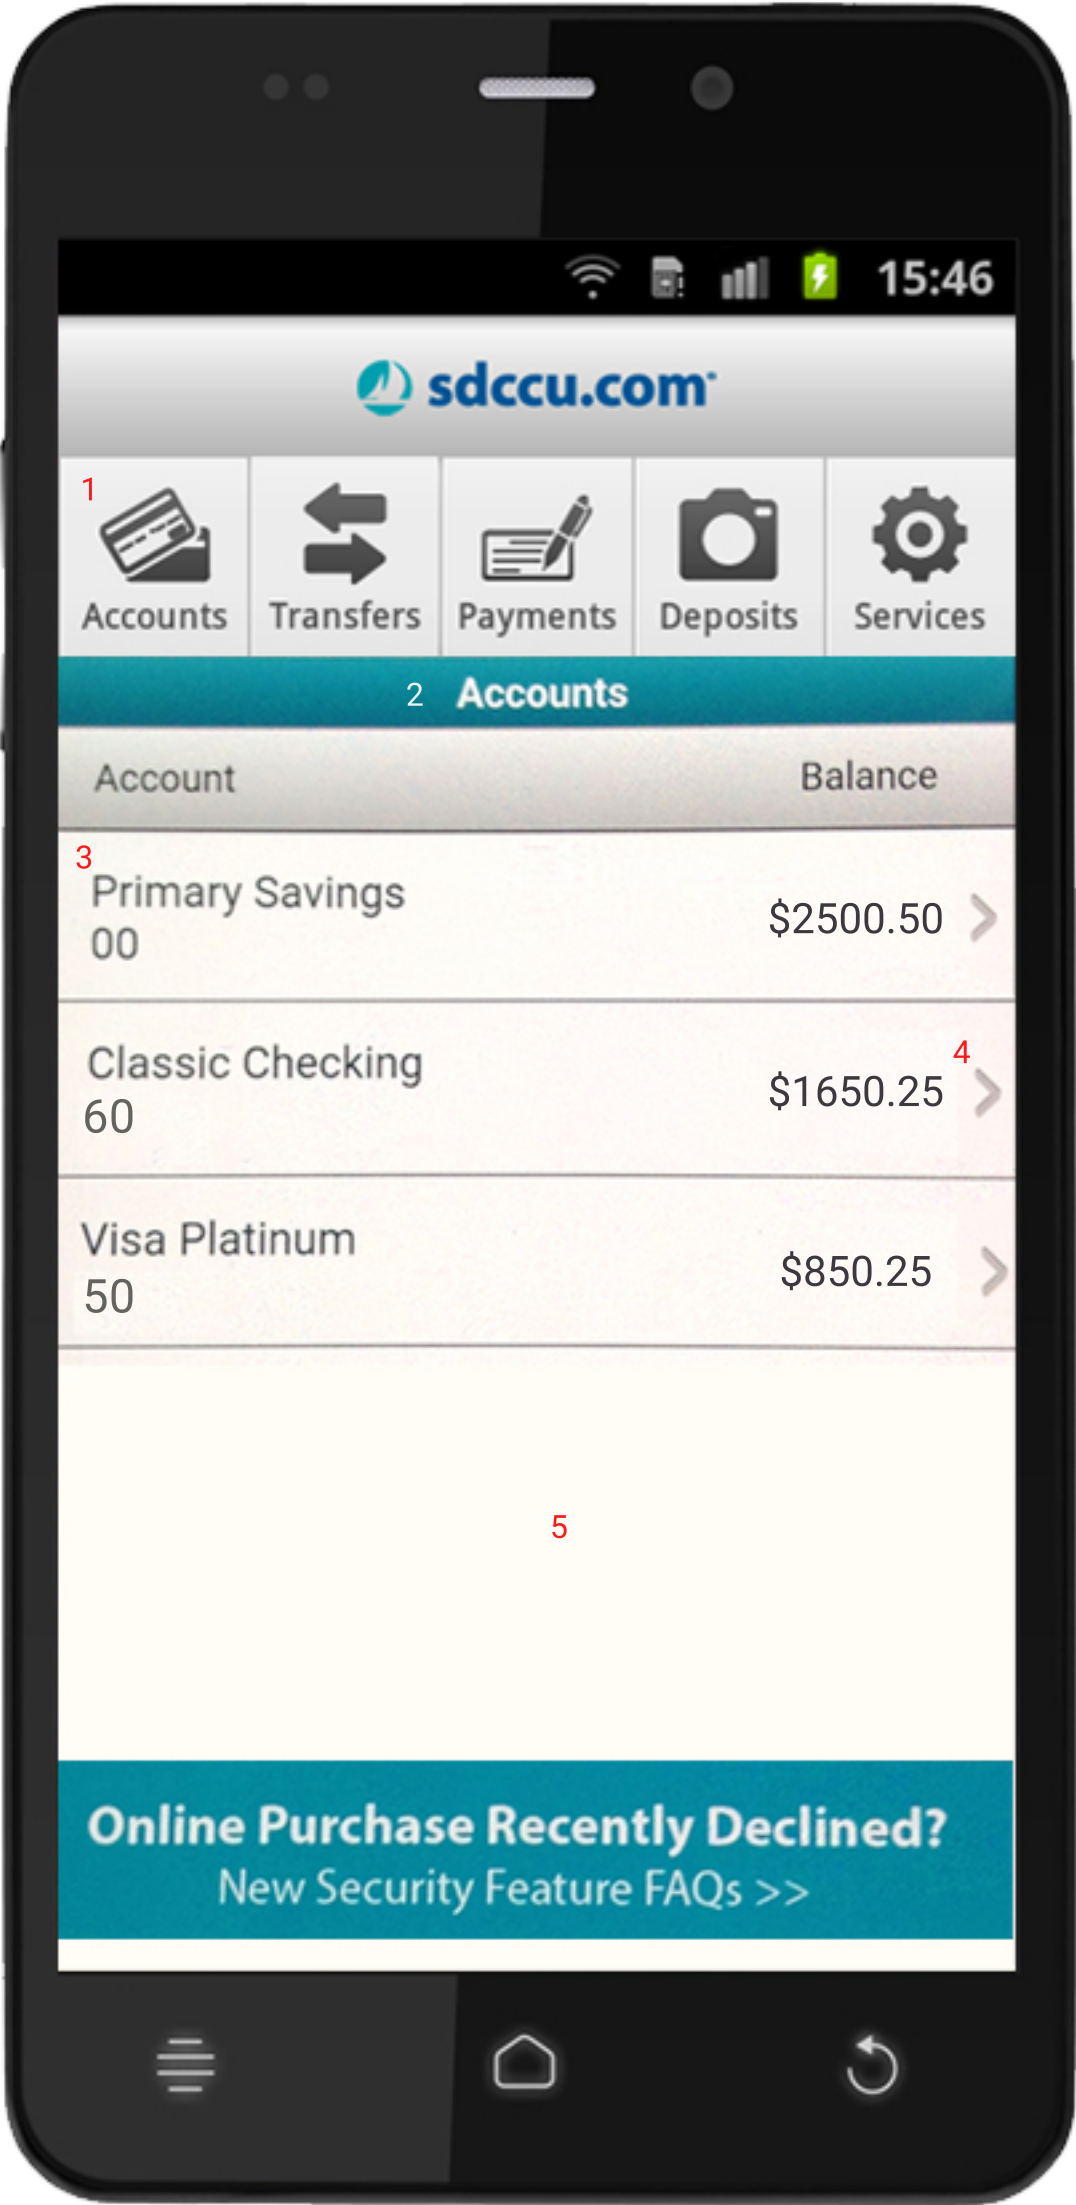 15:46
sdccu.com
1
Accounts Transfers Payments Deposits Services
2 Accounts
Account Balance
3
Primary Savings
$2500.50
00
4
Classic Checking
$1650.25
60
Visa Platinum
$850.25
50
5
Online Purchase Recently Declined?
New Security Feature FAQs >>